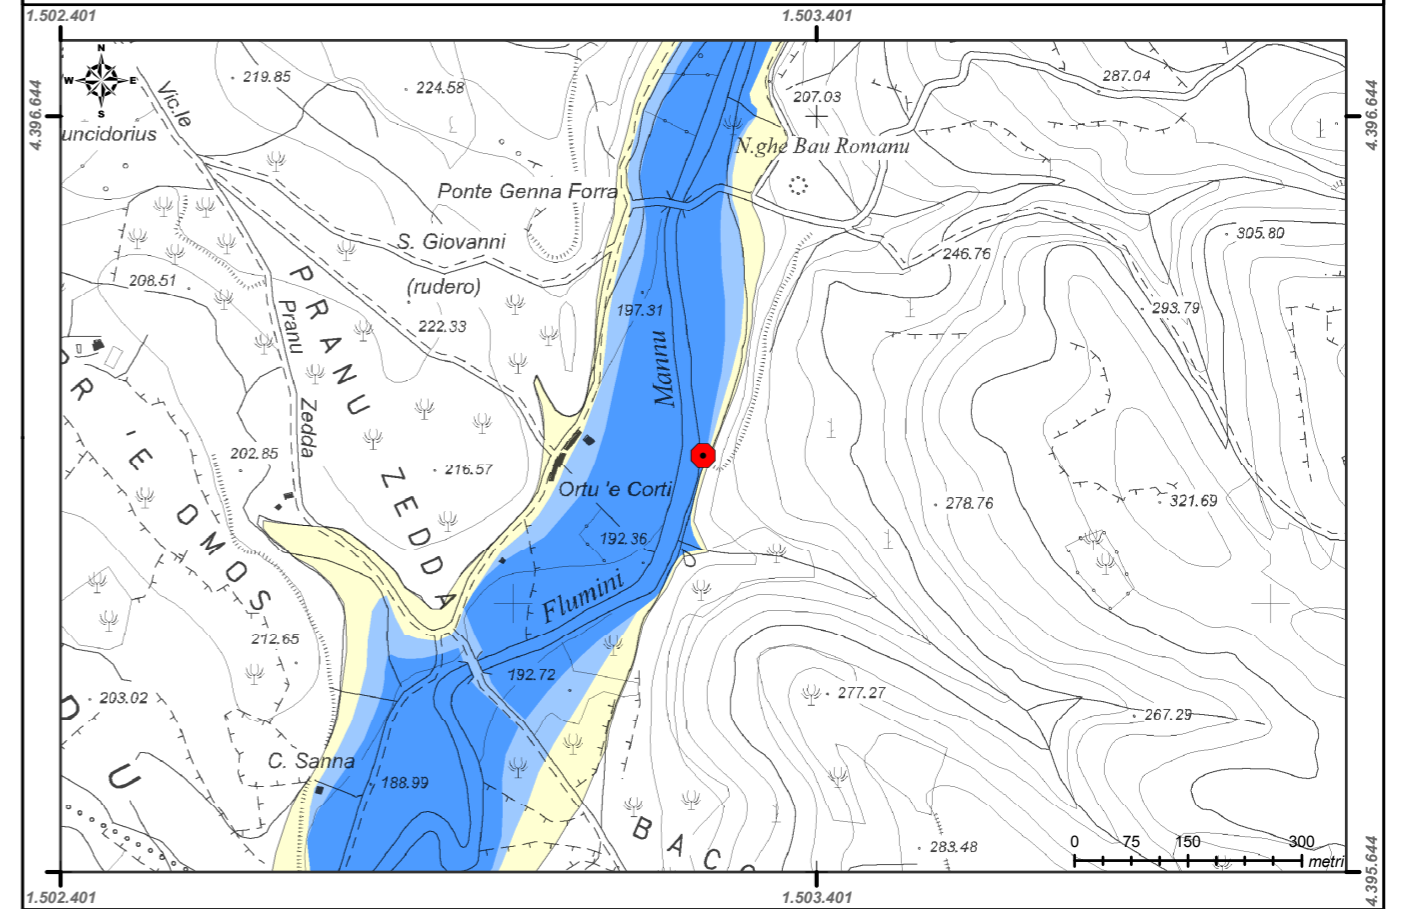 1.502.401
1.503.401
4.396.644
4.396.644
N
W E
S
Vic.le
uncidorius
219.85
224.58
207.03
287.04
N.ghe Bau Romanu
Ponte Genna Forra
S. Giovanni
(rudero)
305.80
246.76
208.51
PRANU ZEDDA
Pranu Zedda
222.33
197.31
293.79
Mannu
R 'E OMOS
202.85
216.57
Ortu 'e Corti
278.76
321.69
192.36
Flumini
212.65
192.72
203.02
277.27
267.29
D
U
C. Sanna
188.99
BACC
283.48
0 75 150 300
metri
4.395.644
1.502.401
1.503.401